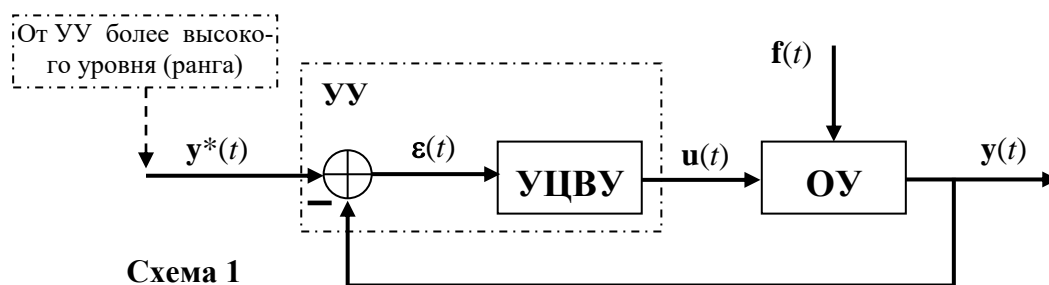 От УУ более высоко-
го уровня (ранга)
f(t)
УУ
y*(t)
ε(t)
u(t)
y(t)
УЦВУ
ОУ
–
Схема 1